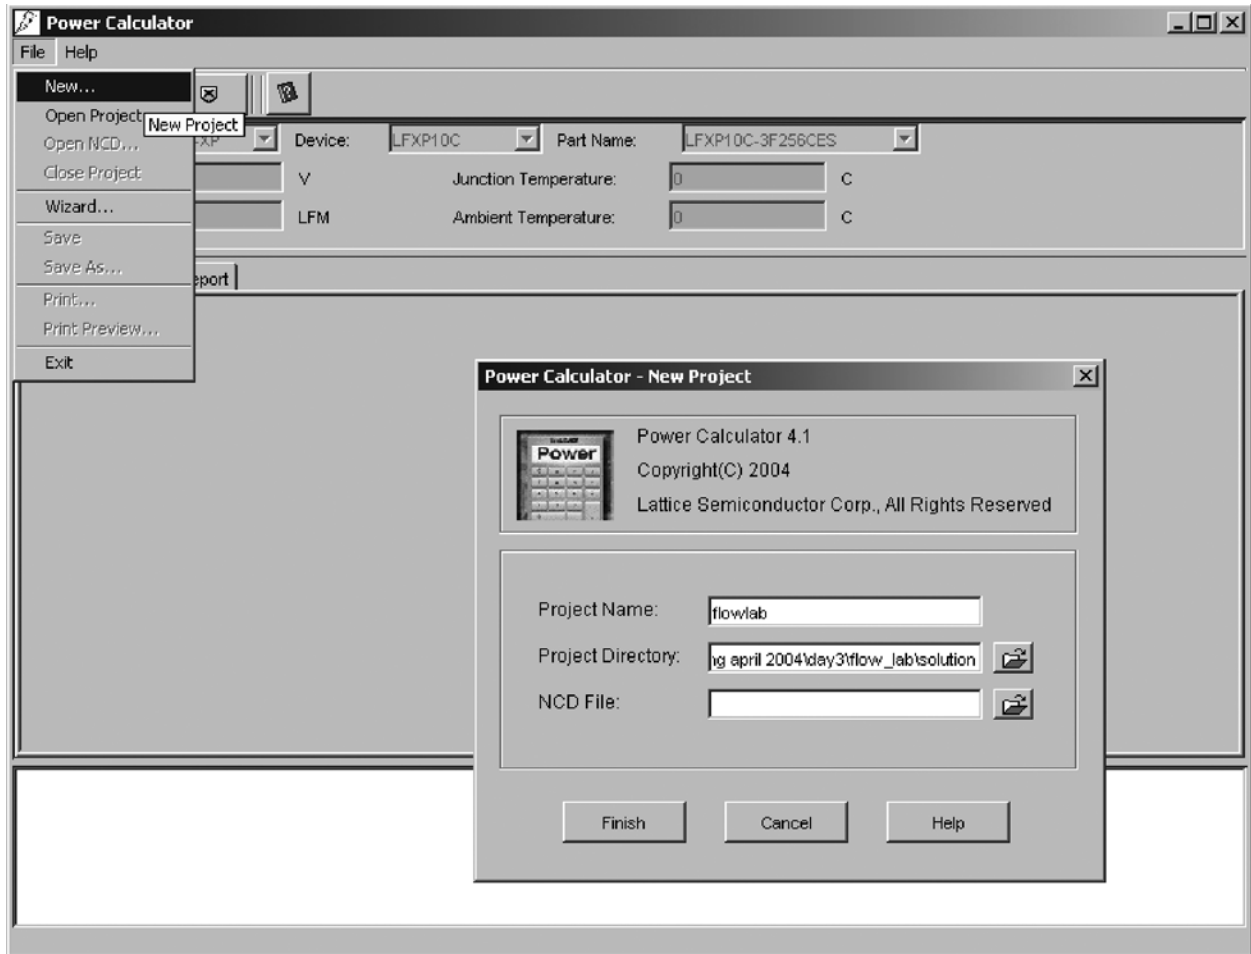 Power Calculator
File Help
New...
Open Project
New Project
Open NCD...
Close Project
Wizard...
Save
Save As...
Print...
Print Preview...
Exit
XP Device: LFXP10C Part Name: LFXP10C-3F256CES
V Junction Temperature: 0 C
LFM Ambient Temperature: 0 C
eport
Power Calculator - New Project
Power
Power Calculator 4.1
Copyright(C) 2004
Lattice Semiconductor Corp., All Rights Reserved
Project Name: flowlab
Project Directory: ng april 2004\day3\flow_lab\solution
NCD File:
Finish Cancel Help